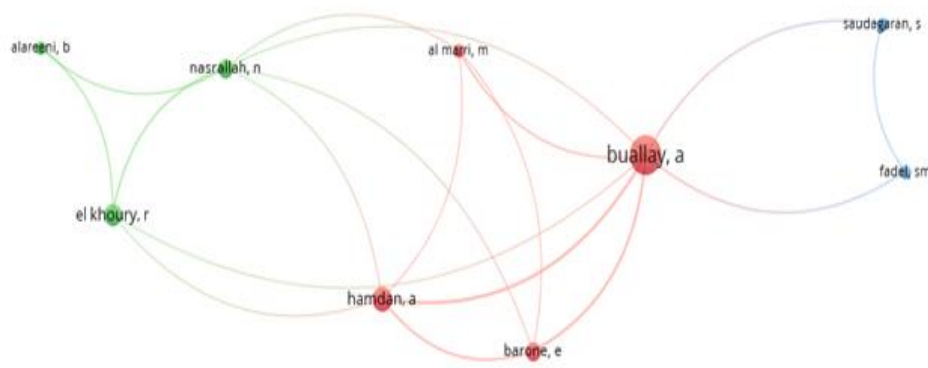 saudagaran, s
alareeni, b
al marri, m
nasrallah, n
buallay, a
fadel, sm
el khoury, r
hamdan, a
barone, e